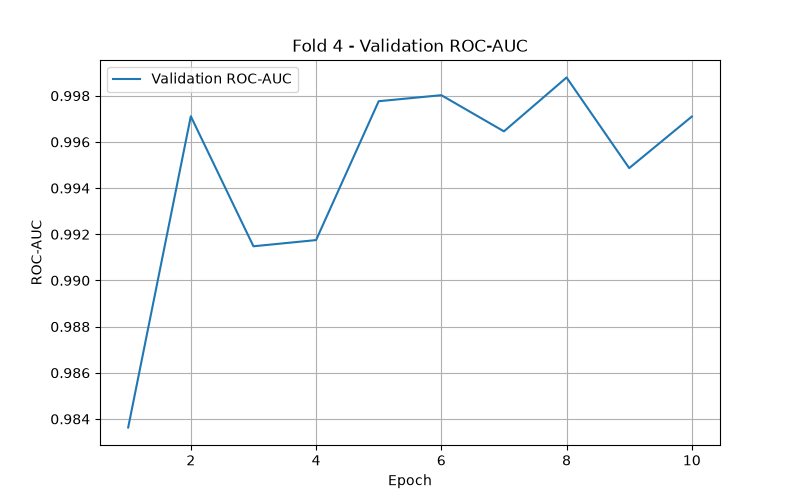 Fold 4 - Validation ROC-AUC
Validation ROC-AUC
0.998
0.996
0.994
0.992
0.990
0.988
0.986
0.984
ROC-AUC
2 4 6 8 10
Epoch